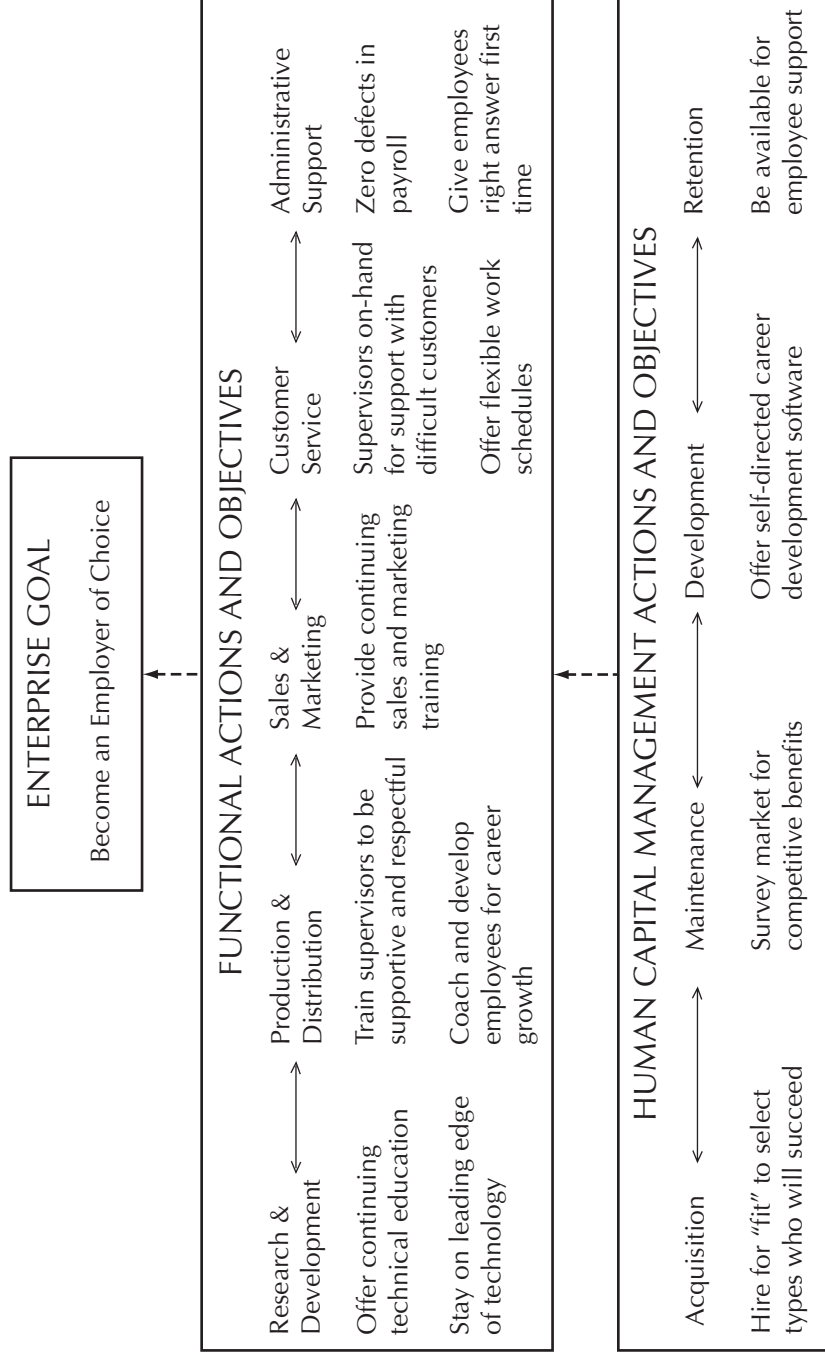 ENTERPRISE GOAL
Become an Employer of Choice
FUNCTIONAL ACTIONS AND OBJECTIVES
Research &
Development
Offer continuing
technical education
Stay on leading edge
of technology
Production &
Distribution
Train supervisors to be
supportive and respectful
Coach and develop
employees for career
growth
Sales &
Marketing
Provide continuing
sales and marketing
training
Customer
Service
Supervisors on-hand
for support with
difficult customers
Offer flexible work
schedules
Administrative
Support
Zero defects in
payroll
Give employees
right answer first
time
HUMAN CAPITAL MANAGEMENT ACTIONS AND OBJECTIVES
Acquisition
Hire for “fit” to select
types who will succeed
Maintenance
Survey market for
competitive benefits
Development
Offer self-directed career
development software
Retention
Be available for
employee support